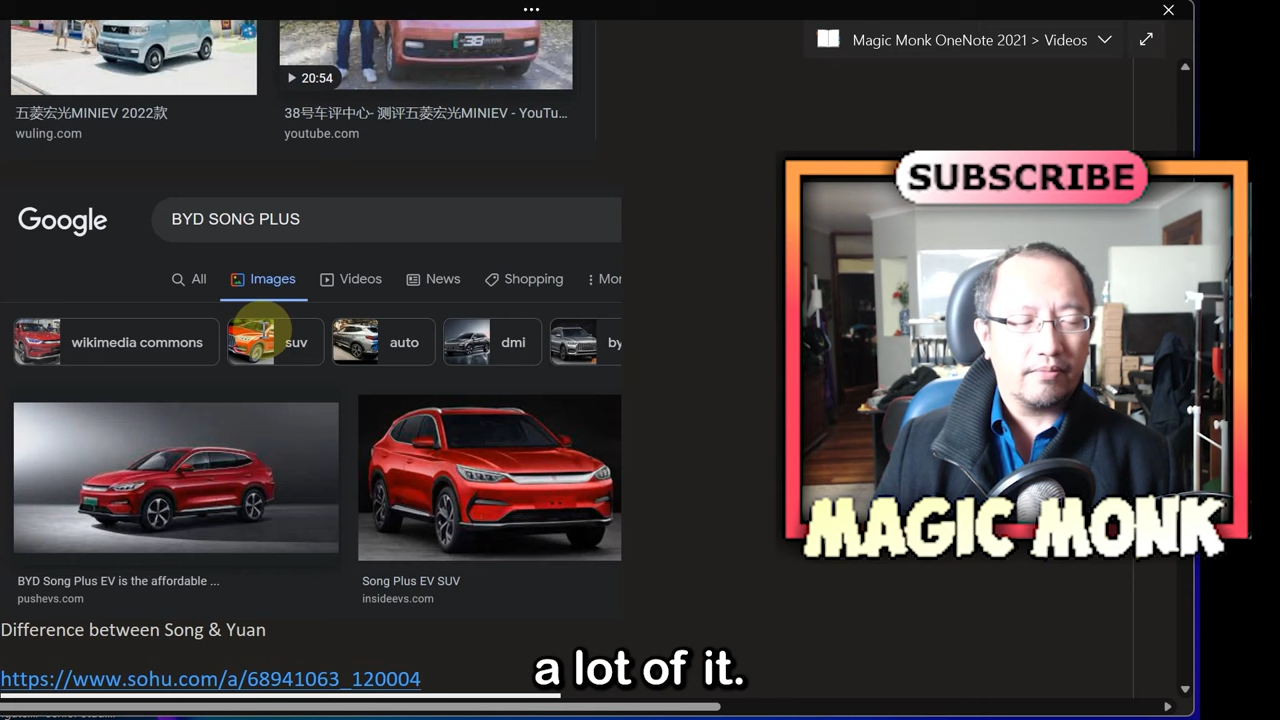 Magic Monk OneNote 2021 > Videos
38
20:54
五菱宏光MINIEV 2022款
wuling.com
38号车评中心- 测评五菱宏光MINIEV - YouTu...
youtube.com
SUBSCRIBE
Google
BYD SONG PLUS
All
Images
Videos
News
Shopping
Mor
wikimedia commons
suv
auto
dmi
by
MAGIC MONK
BYD Song Plus EV is the affordable ...
pushevs.com
Song Plus EV SUV
insideevs.com
Difference between Song & Yuan
https://www.sohu.com/a/68941063_120004
a lot of it.